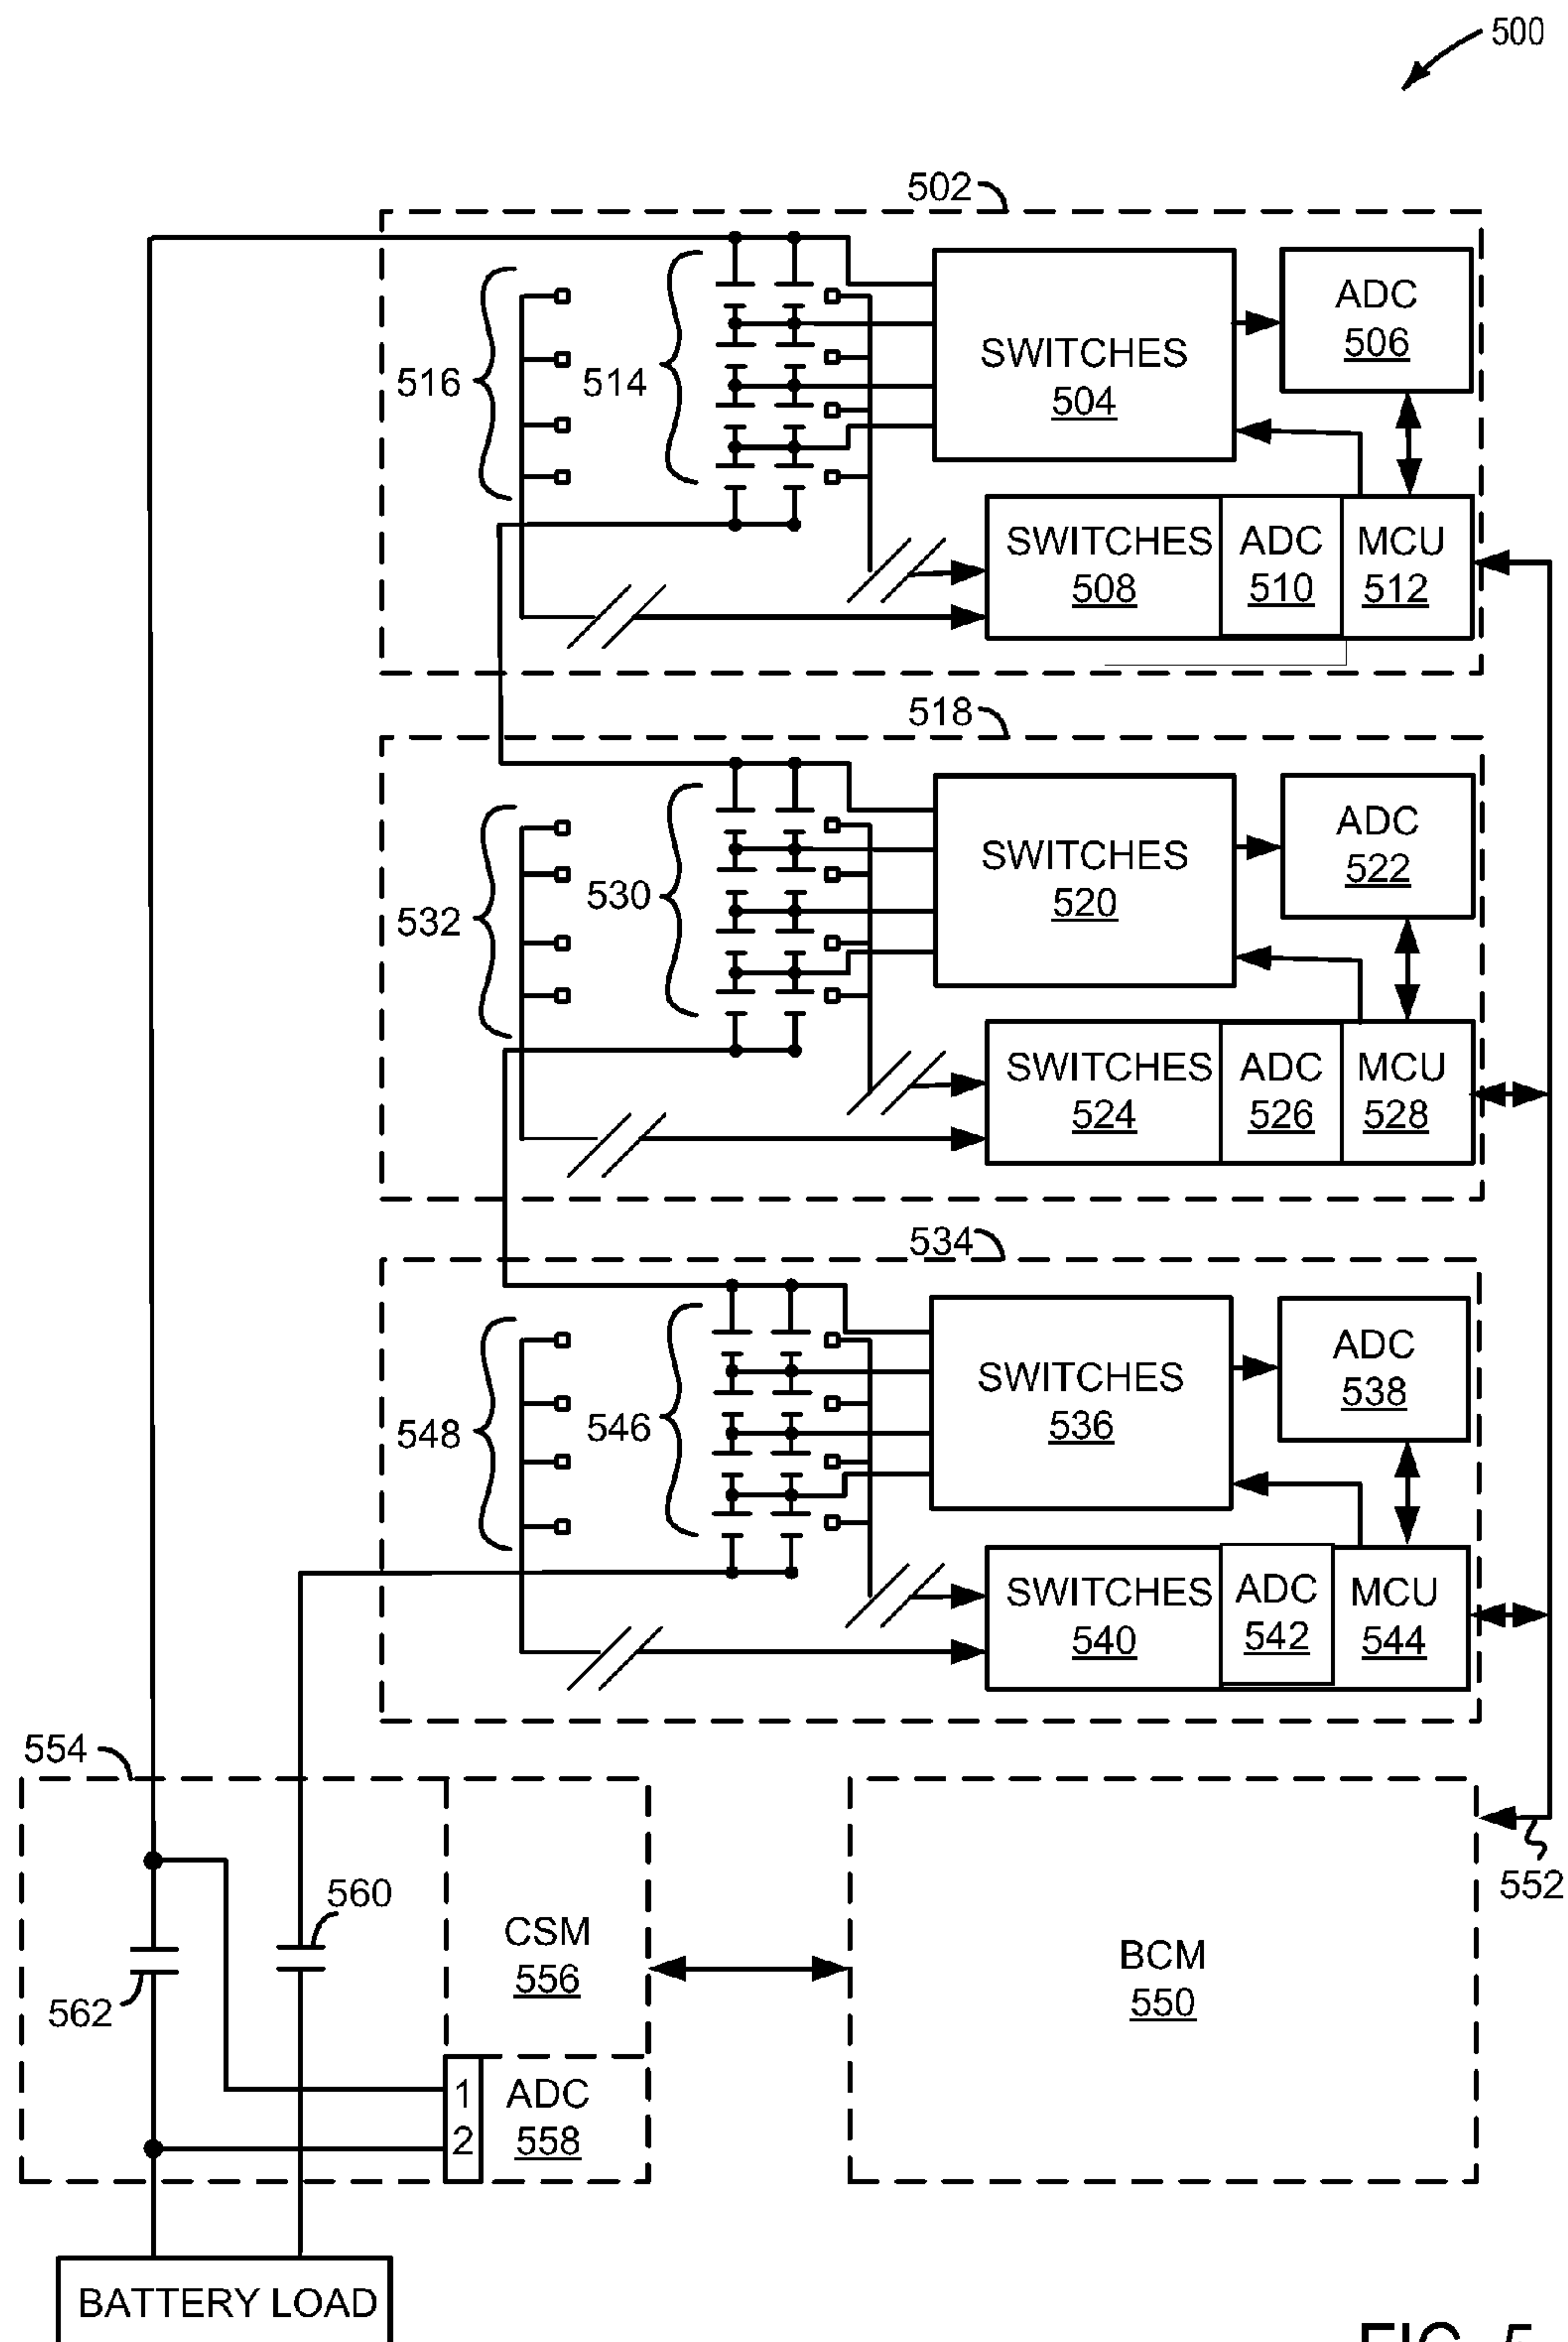 500
502
ADC
506
SWITCHES
504
516
514
SWITCHES
508
ADC
510
MCU
512
518
ADC
522
SWITCHES
520
532
530
SWITCHES
524
ADC
526
MCU
528
534
ADC
538
SWITCHES
536
548
546
SWITCHES
540
ADC
542
MCU
544
554
552
560
CSM
556
BCM
550
562
1
2
ADC
558
BATTERY LOAD
FIG. 5